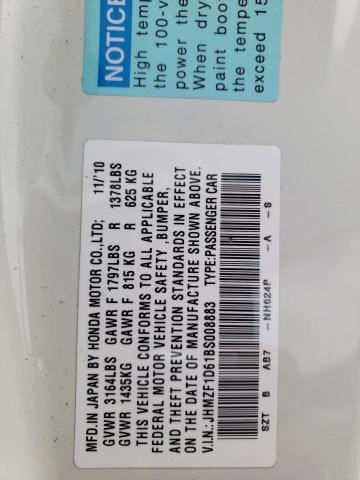 NOTICE
High temp
the 100-v
power the
When dry
paint boo
the tempe
exceed 15
MFD.IN JAPAN BY HONDA MOTOR CO.,LTD; 11/'10
GVWR 3164LBS GAWR F 1797LBS R 1378LBS
GVWR 1435KG GAWR F 815 KG R 625 KG
THIS VEHICLE CONFORMS TO ALL APPLICABLE
FEDERAL MOTOR VEHICLE SAFETY ,BUMPER,
AND THEFT PREVENTION STANDARDS IN EFFECT
ON THE DATE OF MANUFACTURE SHOWN ABOVE.
V.I.N.:JHMZF1D61BS008883 TYPE:PASSENGER CAR
SZT B AB7 -NH624P -A -S